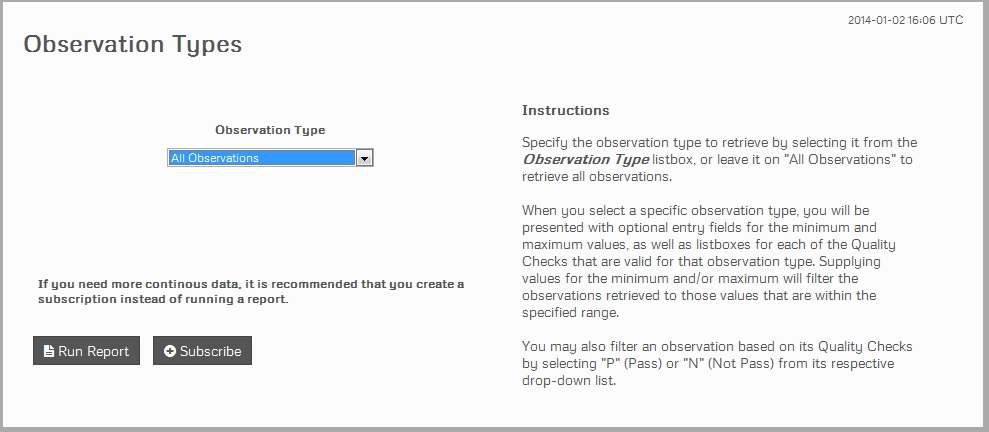 2014-01-02 16:06 UTC
Observation Types
Observation Type
All Observations
If you need more continous data, it is recommended that you create a
subscription instead of running a report.
Run Report
Subscribe
Instructions
Specify the observation type to retrieve by selecting it from the
Observation Type listbox, or leave it on "All Observations" to
retrieve all observations.
When you select a specific observation type, you will be
presented with optional entry fields for the minimum and
maximum values, as well as listboxes for each of the Quality
Checks that are valid for that observation type. Supplying
values for the minimum and/or maximum will filter the
observations retrieved to those values that are within the
specified range.
You may also filter an observation based on its Quality Checks
by selecting "P" (Pass) or "N" (Not Pass) from its respective
drop-down list.